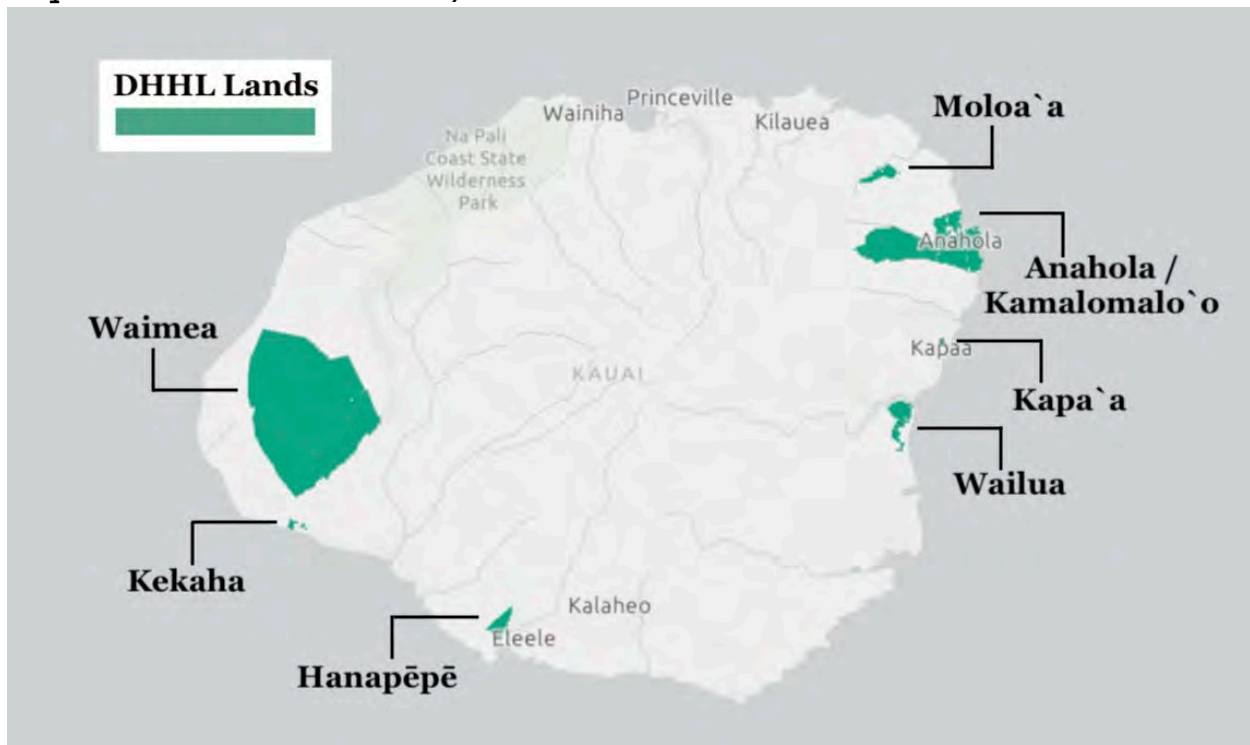 DHHL Lands
Princeville
Wainiha
Kilauea
Moloa`a
Na Pali
Coast State
Wilderness
Park
Anahola
Anahola /
Kamalomalo`o
Waimea
Kapaa
KAUAI
Kapa`a
Wailua
Kekaha
Kalaheo
Eleele
Hanapēpē